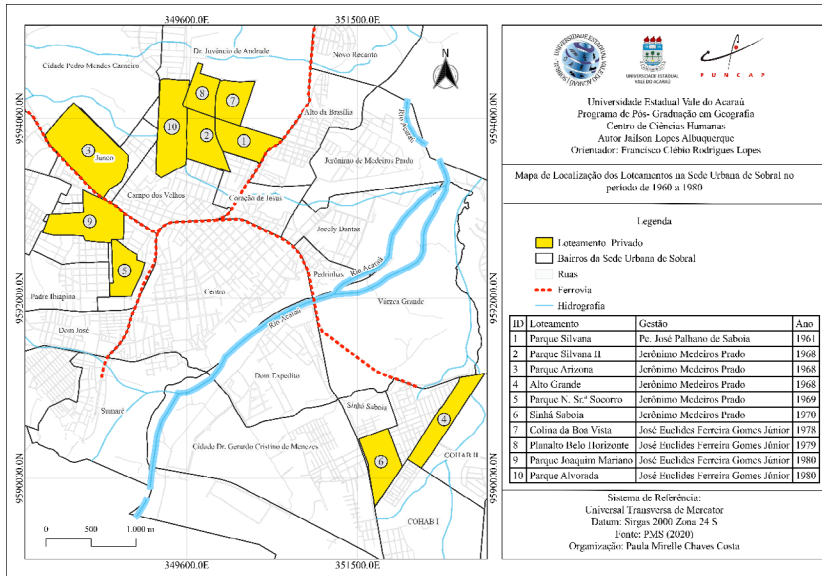 349600.0E 351500.0E
9594000.0N
9592000.0N
9590000.0N
Dr. Juvêncio de Andrade
Novo Recanto
Cidade Pedro Mendes Carneiro
N
8
7
Alto da Brasília
Rio Acaraú
10
2
1
3
Junco
Jerônimo de Medeiros Prado
Campo dos Velhos
Coração de Jesus
9
Jocely Dantas
5
Rio Acaraú
Pedrinhas
Padre Ibiapina
Centro
Várzea Grande
Rio Acaraú
Dom José
Dom Expedito
Sinhá Saboia
Sumaré
4
Cidade Dr. Gerardo Cristino de Menezes
COHAB II
6
COHAB I
0 500 1.000 m
349600.0E 351500.0E
9594000.0N
9592000.0N
9590000.0N
UNIVERSIDADE ESTADUAL
VALE DO ACARAÚ
FUNCAP
Universidade Estadual Vale do Acaraú
Programa de Pós- Graduação em Geografia
Centro de Ciências Humanas
Autor Jailson Lopes Albuquerque
Orientador: Francisco Clébio Rodrigues Lopes
Mapa de Localização dos Loteamentos na Sede Urbana de Sobral no
período de 1960 a 1980
Legenda
Loteamento Privado
Bairros da Sede Urbana de Sobral
Ruas
Ferrovia
Hidrografia
ID Loteamento Gestão Ano
1 Parque Silvana Pe. José Palhano de Saboia 1961
2 Parque Silvana II Jerônimo Medeiros Prado 1968
3 Parque Arizona Jerônimo Medeiros Prado 1968
4 Alto Grande Jerônimo Medeiros Prado 1968
5 Parque N. Sr.ª Socorro Jerônimo Medeiros Prado 1969
6 Sinhá Saboia Jerônimo Medeiros Prado 1970
7 Colina da Boa Vista José Euclides Ferreira Gomes Júnior 1978
8 Planalto Belo Horizonte José Euclides Ferreira Gomes Júnior 1979
9 Parque Joaquim Mariano José Euclides Ferreira Gomes Júnior 1980
10 Parque Alvorada José Euclides Ferreira Gomes Júnior 1980
Sistema de Referência:
Universal Transversa de Mercator
Datum: Sirgas 2000 Zona 24 S
Fonte: PMS (2020)
Organização: Paula Mirelle Chaves Costa